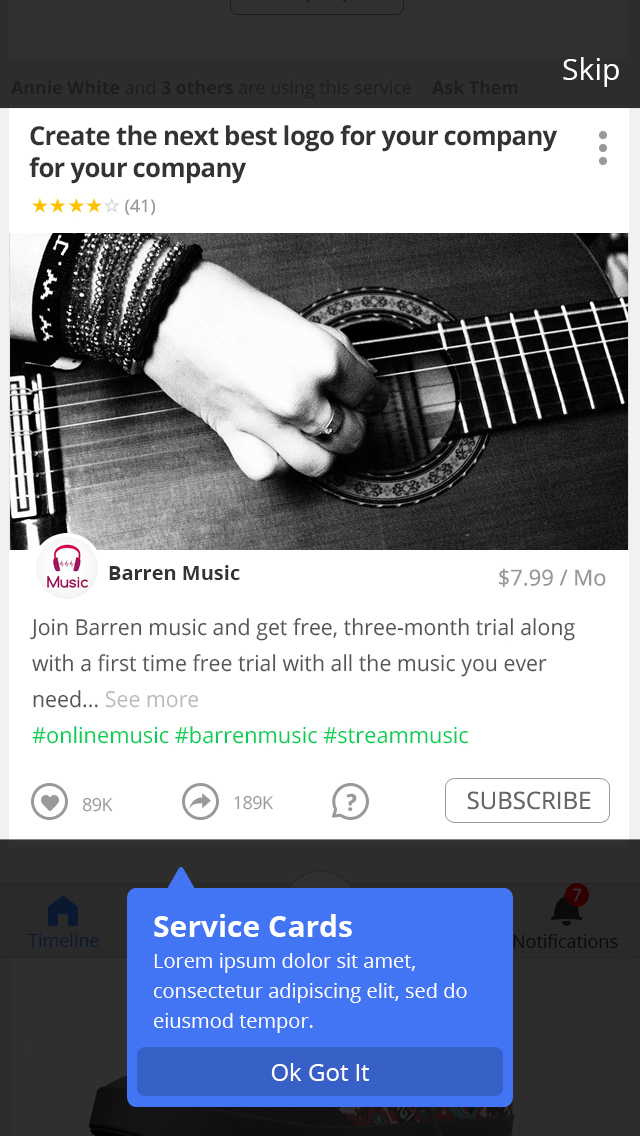 Skip
Annie White and 3 others are using this service Ask Them
Create the next best logo for your company
for your company
★★★★☆ (41)
Music
Barren Music
$7.99 / Mo
Join Barren music and get free, three-month trial along
with a first time free trial with all the music you ever
need... See more
#onlinemusic #barrenmusic #streammusic
89K
189K
?
SUBSCRIBE
7
Timeline
Notifications
Service Cards
Lorem ipsum dolor sit amet,
consectetur adipiscing elit, sed do
eiusmod tempor.
Ok Got It